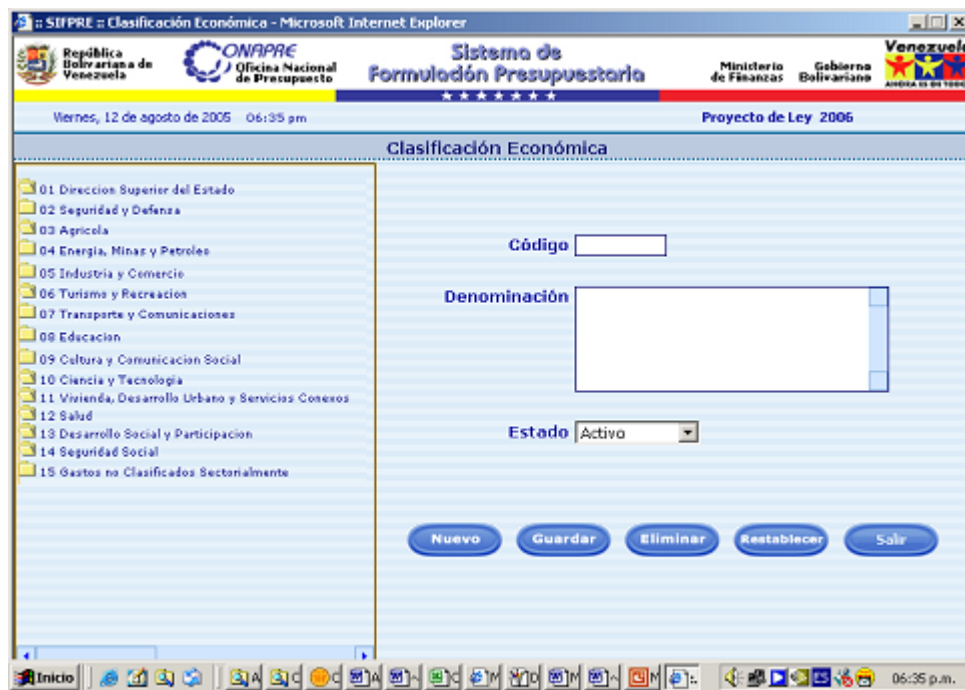 :: SIFPRE :: Clasificación Económica - Microsoft Internet Explorer
República
Bolivariana de
Venezuela
ONAPRE
Oficina Nacional
de Presupuesto
Sistema de
Formulación Presupuestaria
Ministerio
de Finanzas
Gobierno
Bolivariano
Venezuela
AHORA ES DE TODOS
Viernes, 12 de agosto de 2005 06:35 pm
Proyecto de Ley 2006
Clasificación Económica
01 Direccion Superior del Estado
02 Seguridad y Defensa
03 Agricola
04 Energia, Minas y Petroleo
05 Industria y Comercio
06 Turismo y Recreacion
07 Transporte y Comunicaciones
08 Educacion
09 Cultura y Comunicacion Social
10 Ciencia y Tecnologia
11 Vivienda, Desarrollo Urbano y Servicios Conexos
12 Salud
13 Desarrollo Social y Participacion
14 Seguridad Social
15 Gastos no Clasificados Sectorialmente
Código
Denominación
Estado Activo
Nuevo Guardar Eliminar Restablecer Salir
Inicio 06:35 p.m.